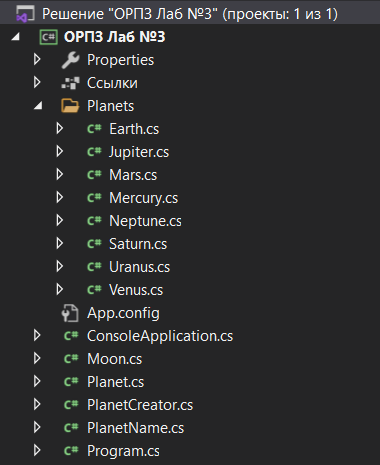 Решение "ОРПЗ Лаб №3" (проекты: 1 из 1)
C# ОРПЗ Лаб №3
Properties
Ссылки
Planets
C# Earth.cs
C# Jupiter.cs
C# Mars.cs
C# Mercury.cs
C# Neptune.cs
C# Saturn.cs
C# Uranus.cs
C# Venus.cs
App.config
C# ConsoleApplication.cs
C# Moon.cs
C# Planet.cs
C# PlanetCreator.cs
C# PlanetName.cs
C# Program.cs